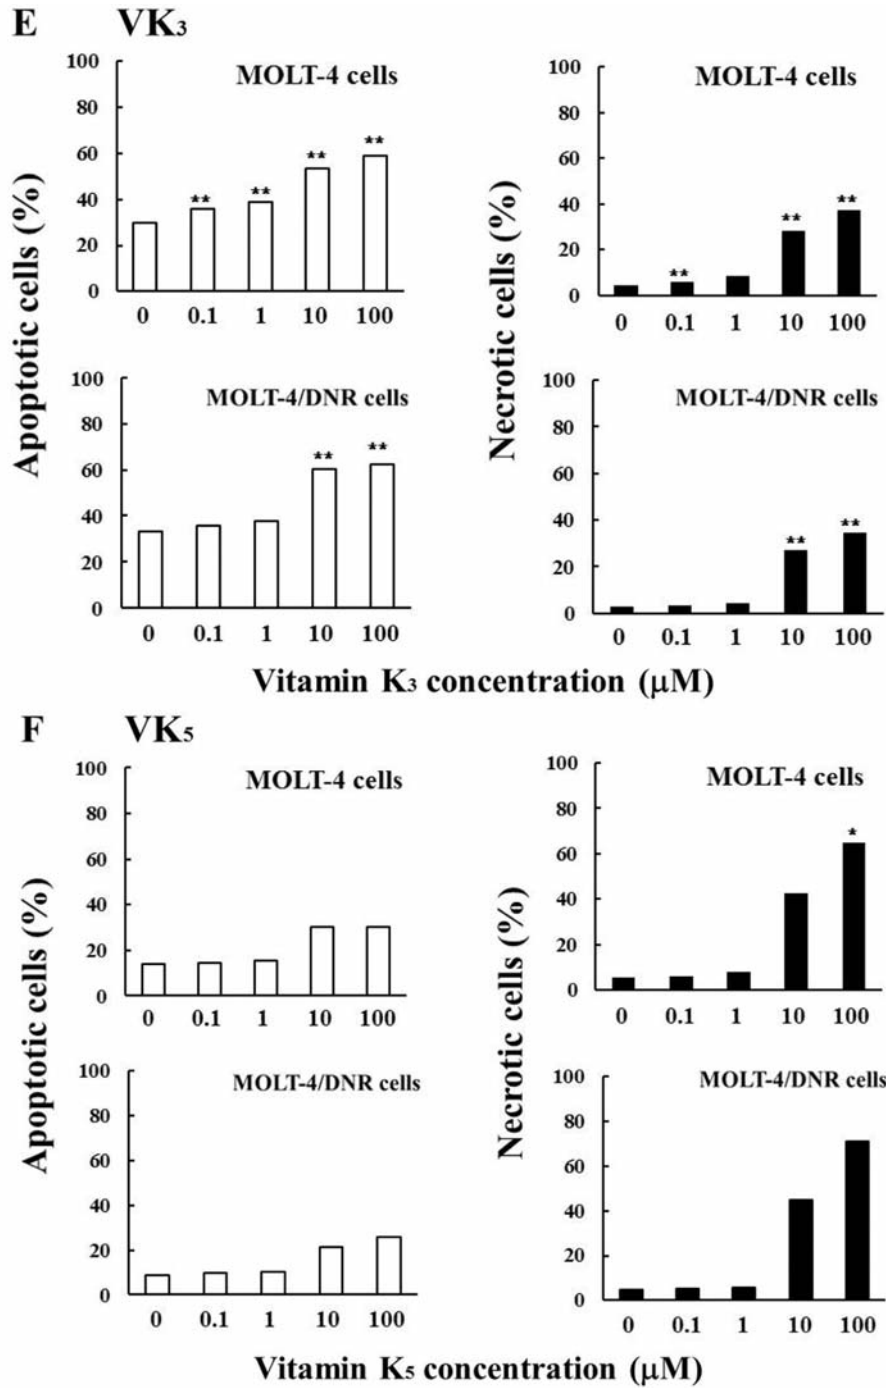 E VK3
MOLT-4 cells
Apoptotic cells (%)
100
80
60
40
20
0
** ** ** **
0 0.1 1 10 100
MOLT-4 cells
Necrotic cells (%)
100
80
60
40
20
0
** ** **
0 0.1 1 10 100
MOLT-4/DNR cells
100
80
60
40
20
0
** **
0 0.1 1 10 100
MOLT-4/DNR cells
100
80
60
40
20
0
** **
0 0.1 1 10 100
Vitamin K3 concentration (μM)
F VK5
MOLT-4 cells
Apoptotic cells (%)
100
80
60
40
20
0
0 0.1 1 10 100
MOLT-4 cells
Necrotic cells (%)
100
80
60
40
20
0
*
0 0.1 1 10 100
MOLT-4/DNR cells
100
80
60
40
20
0
0 0.1 1 10 100
MOLT-4/DNR cells
100
80
60
40
20
0
0 0.1 1 10 100
Vitamin K5 concentration (μM)